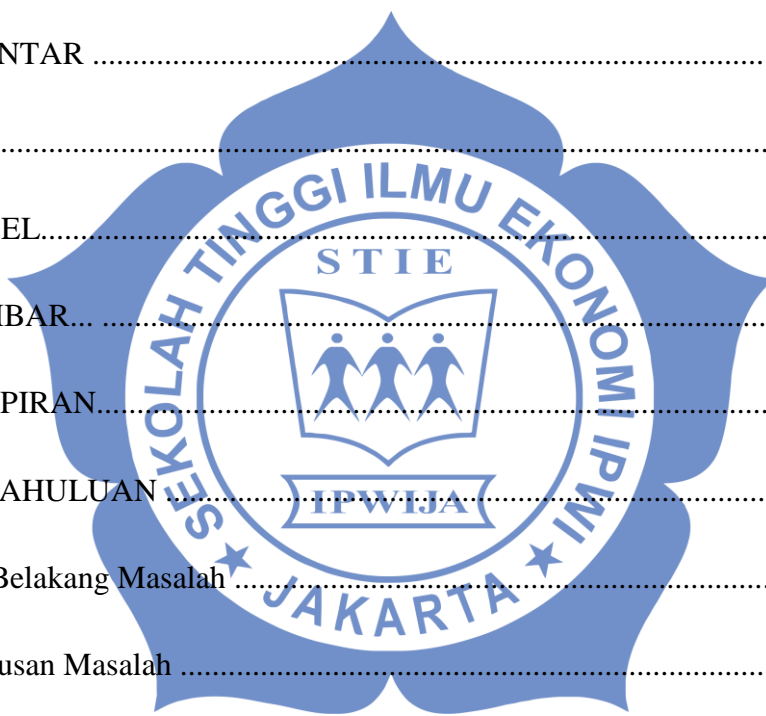 NTAR ....................................................................................
....................................................................................................
EL..........................................................................................
SEKOLAH TINGGI ILMU EKONOMI IPWI
STIE
IBAR... ..................................................................................
PIRAN...................................................................................
AHULUAN ..........................................................................
IPWIJA
Belakang Masalah ..................................................................
JAKARTA
usan Masalah .........................................................................